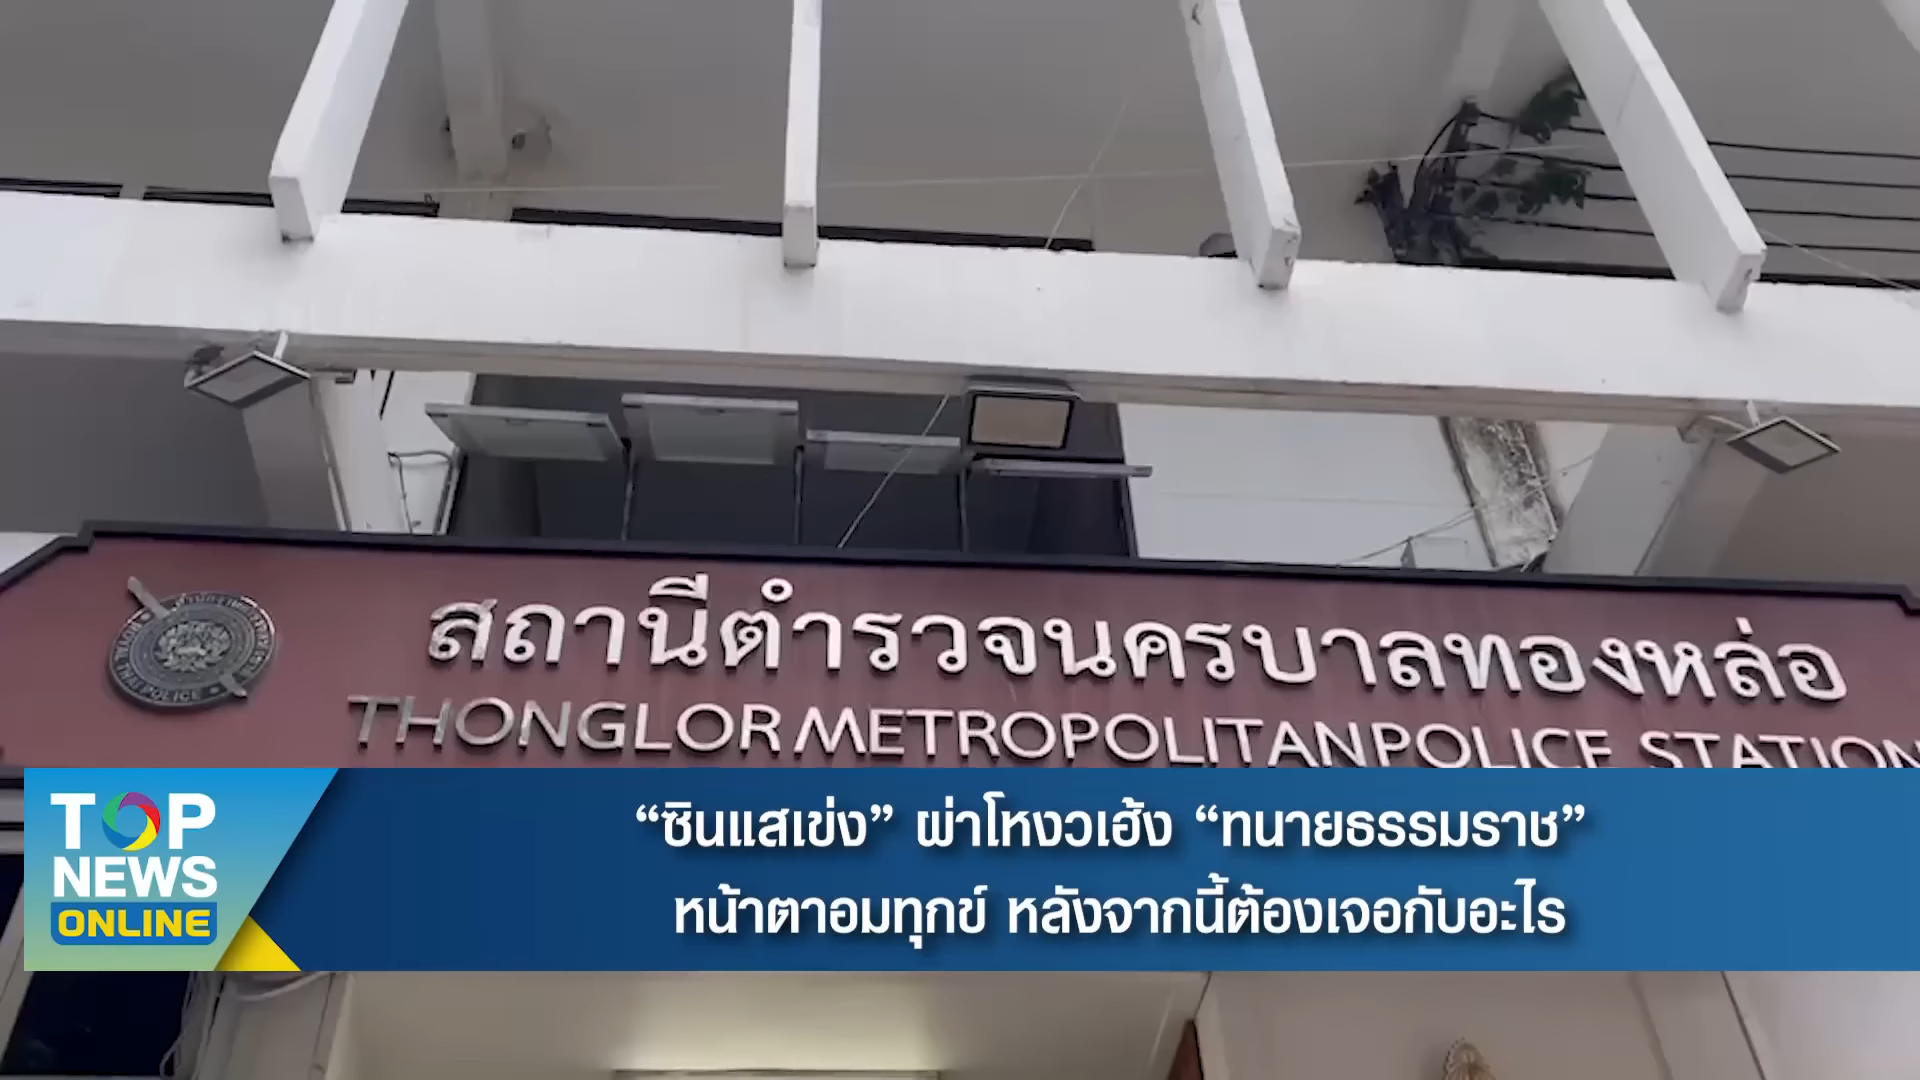 สถานีตำรวจนครบาลทองหล่อ
THONGLOR METROPOLITAN POLICE STATION
ROYAL THAI POLICE
TOP
NEWS
ONLINE
“ซินแสเข่ง” ผ่าโหงวเฮ้ง “ทนายธรรมราช”
หน้าตาอมทุกข์ หลังจากนี้ต้องเจอกับอะไร